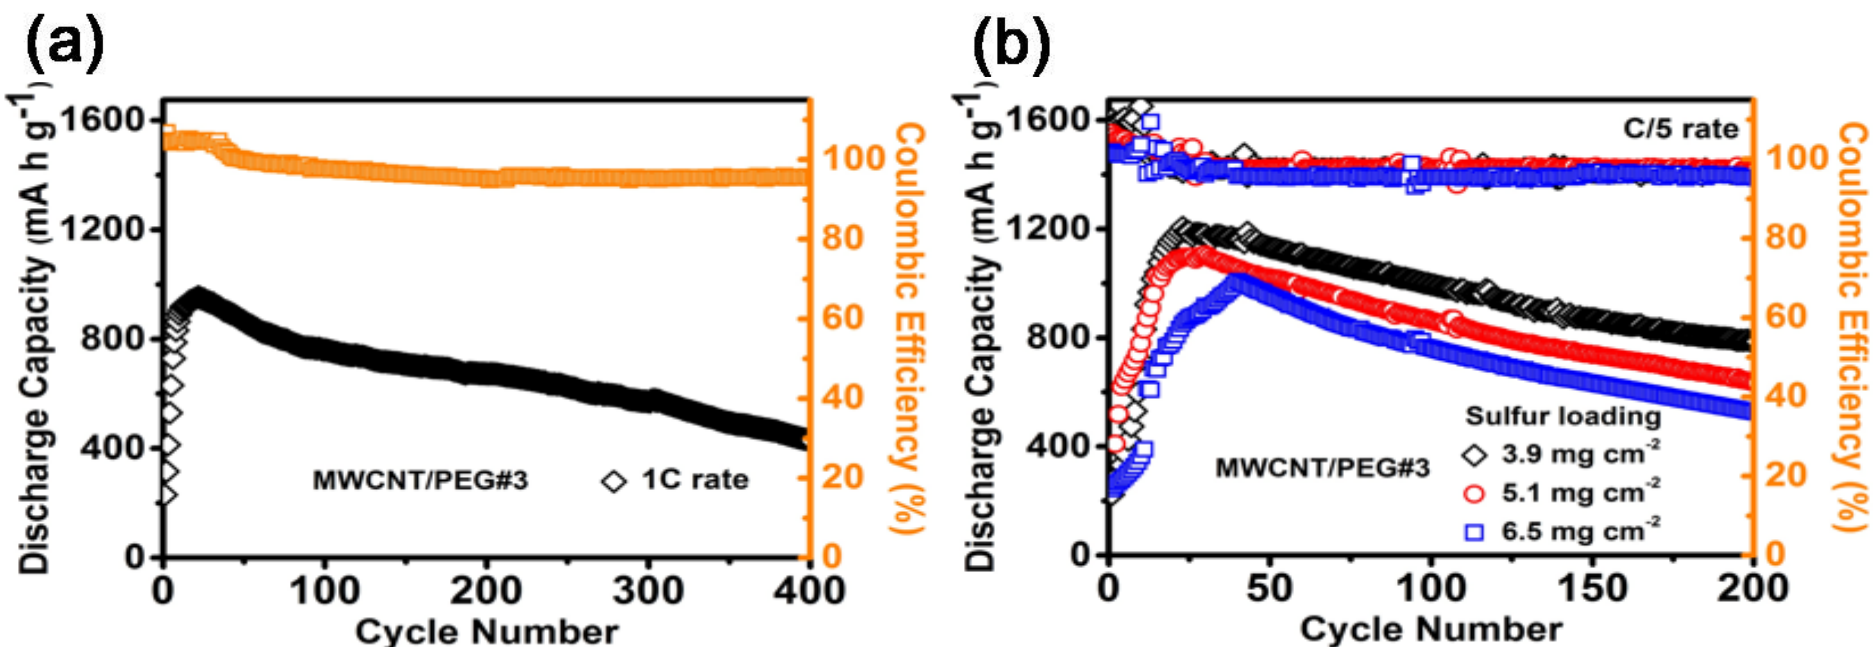 (a)
Discharge Capacity (mA h g⁻¹)
1600
1200
800
400
0
0 100 200 300 400
Cycle Number
100
80
60
40
20
0
Coulombic Efficiency (%)
MWCNT/PEG#3 1C rate
(b)
Discharge Capacity (mA h g⁻¹)
1600
1200
800
400
0
0 50 100 150 200
Cycle Number
100
80
60
40
20
0
Coulombic Efficiency (%)
C/5 rate
MWCNT/PEG#3
Sulfur loading
3.9 mg cm⁻²
5.1 mg cm⁻²
6.5 mg cm⁻²